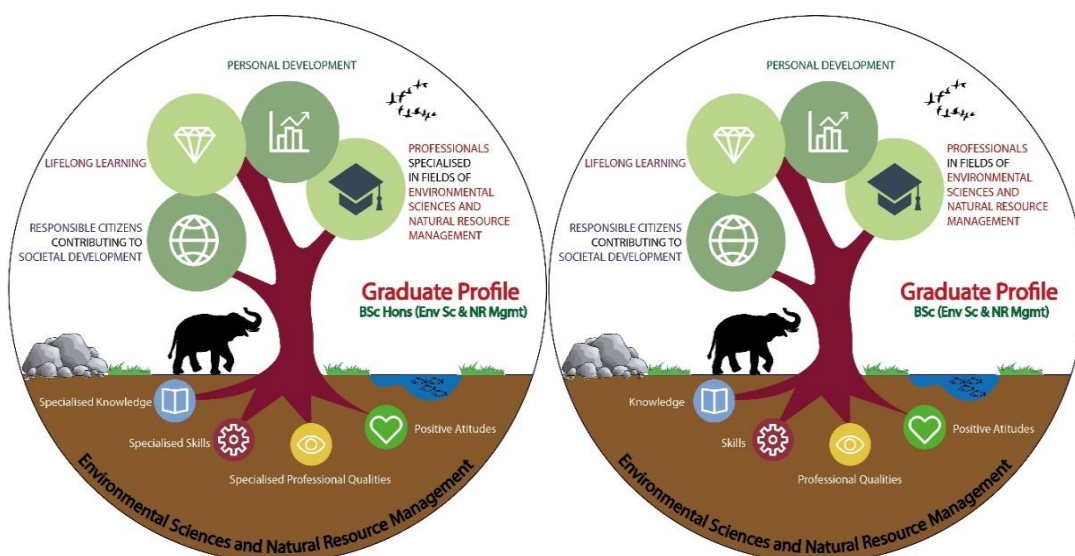 PERSONAL DEVELOPMENT
LIFELONG LEARNING
PROFESSIONALS
SPECIALISED
IN FIELDS OF
ENVIRONMENTAL
SCIENCES AND
NATURAL RESOURCE
MANAGEMENT
RESPONSIBLE CITIZENS
CONTRIBUTING TO
SOCIETAL DEVELOPMENT
Graduate Profile
BSc Hons (Env Sc & NR Mgmt)
Specialised Knowledge
Specialised Skills
Positive Atitudes
Specialised Professional Qualities
Environmental Sciences and Natural Resource Management
PERSONAL DEVELOPMENT
LIFELONG LEARNING
PROFESSIONALS
IN FIELDS OF
ENVIRONMENTAL
SCIENCES AND
NATURAL RESOURCE
MANAGEMENT
RESPONSIBLE CITIZENS
CONTRIBUTING TO
SOCIETAL DEVELOPMENT
Graduate Profile
BSc (Env Sc & NR Mgmt)
Knowledge
Skills
Positive Atitudes
Professional Qualities
Environmental Sciences and Natural Resource Management